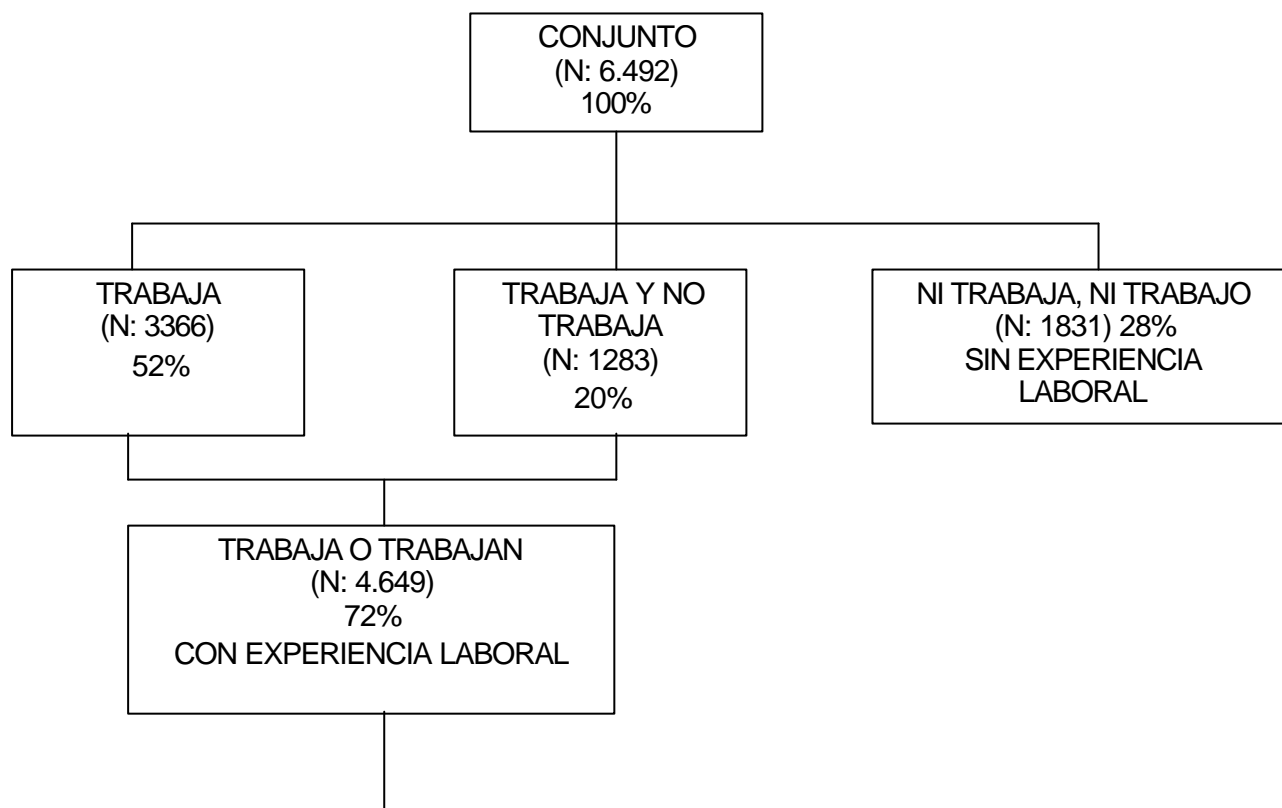 CONJUNTO
(N: 6.492)
100%
TRABAJA
(N: 3366)
52%
TRABAJA Y NO
TRABAJA
(N: 1283)
20%
NI TRABAJA, NI TRABAJO
(N: 1831) 28%
SIN EXPERIENCIA
LABORAL
TRABAJA O TRABAJAN
(N: 4.649)
72%
CON EXPERIENCIA LABORAL